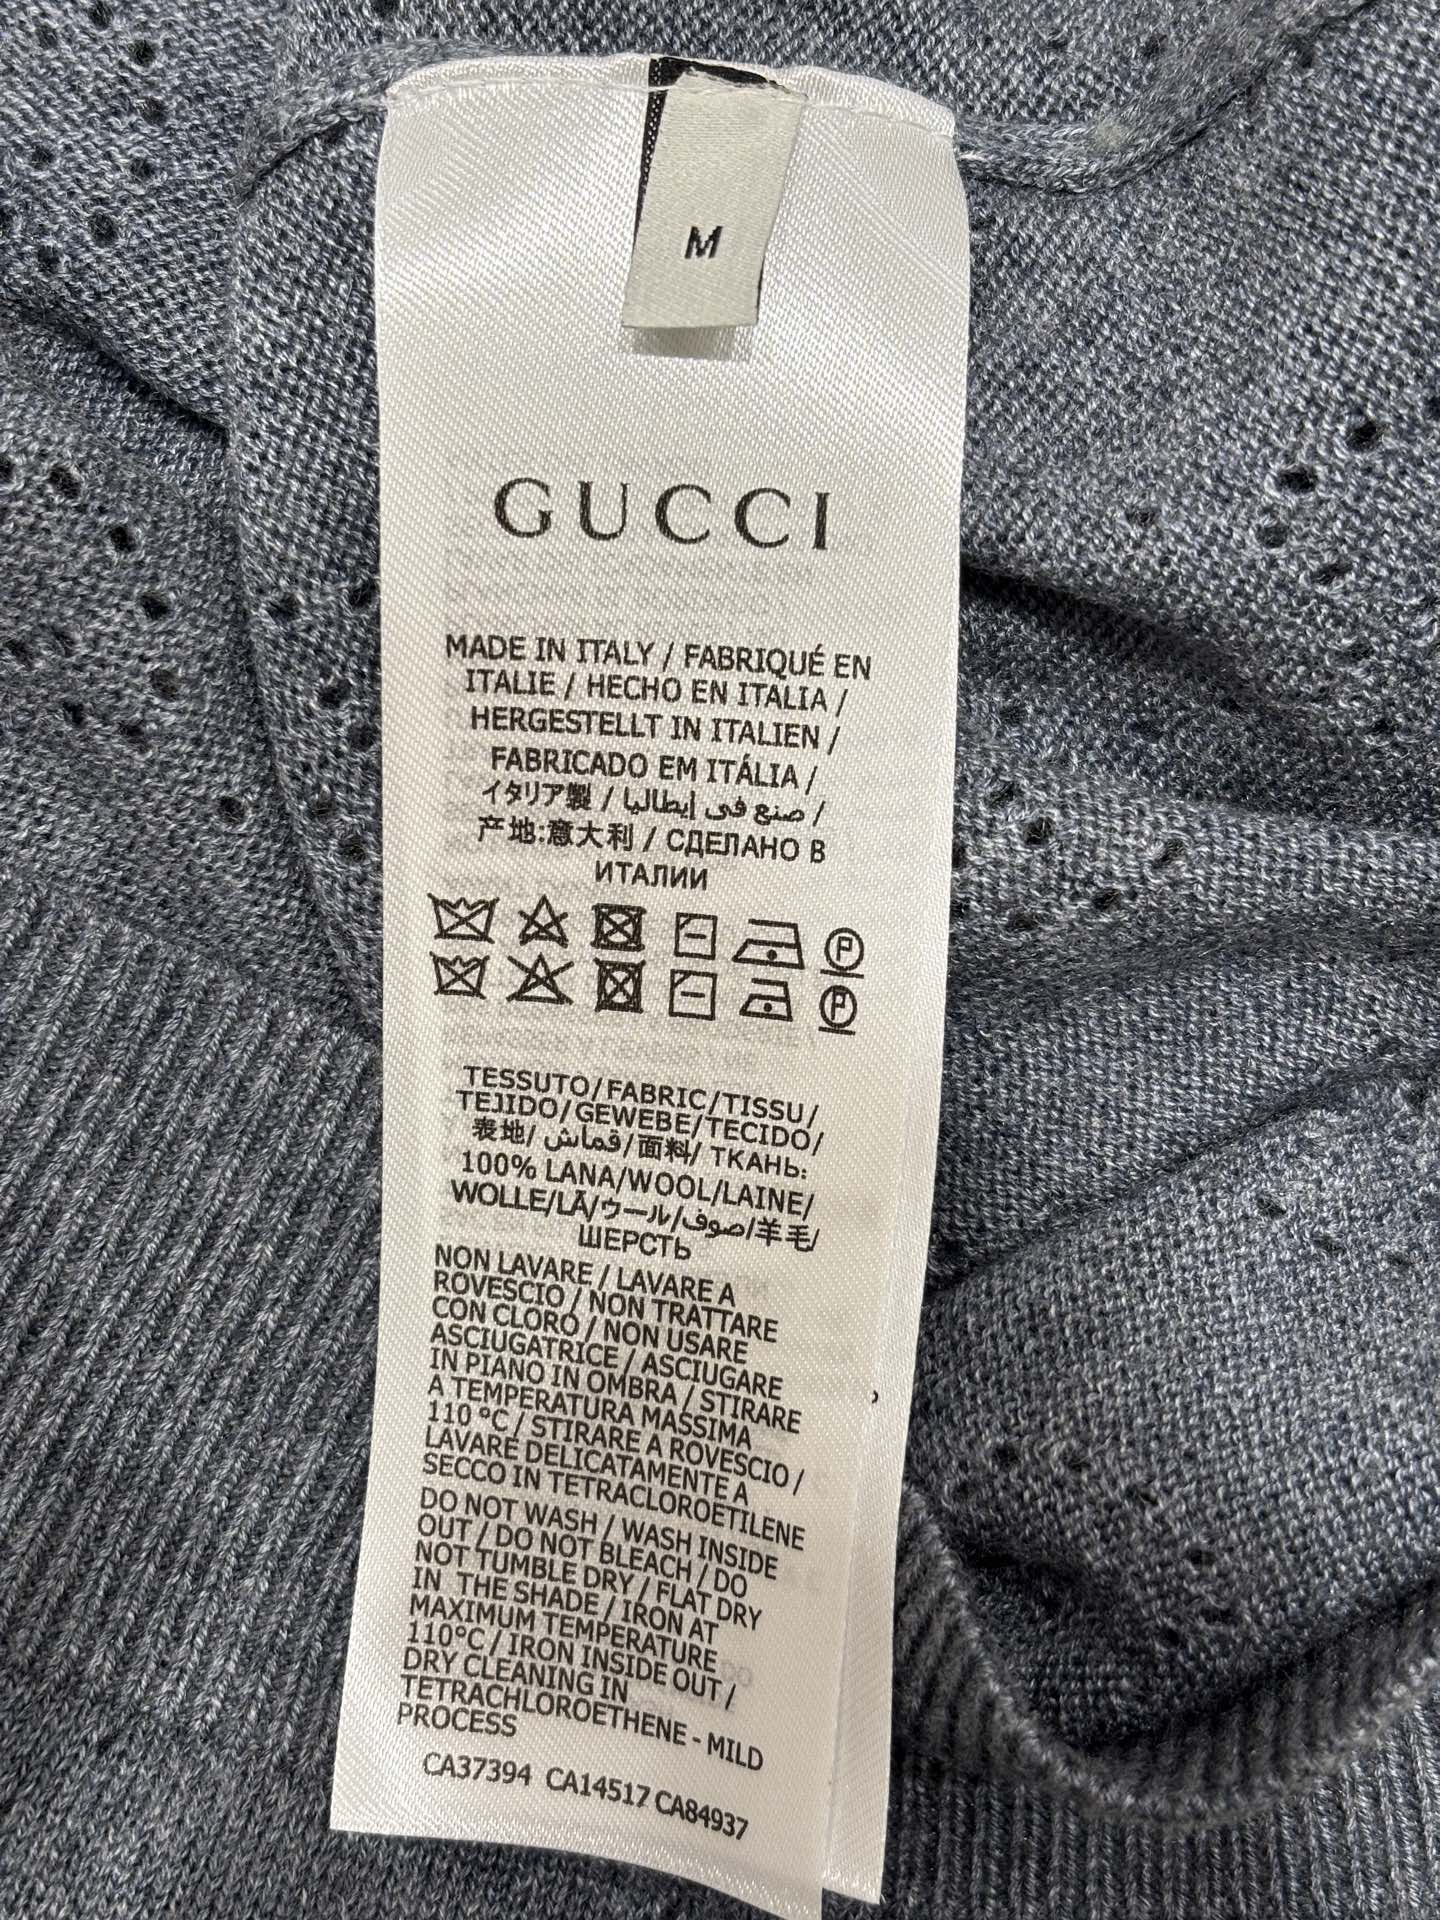 M
GUCCI
MADE IN ITALY / FABRIQUÉ EN
ITALIE / HECHO EN ITALIA /
HERGESTELLT IN ITALIEN /
FABRICADO EM ITÁLIA /
イタリア製 / صنع في إيطاليا /
产地:意大利 / СДЕЛАНО В
ИТАЛИИ
P
P
TESSUTO/FABRIC/TISSU/
TEJIDO/GEWEBE/TECIDO/
表地/ قماش/面料/ ТКАНЬ:
100% LANA/WOOL/LAINE/
WOLLE/LÃ/ウール/صوف/羊毛/
ШЕРСТЬ
NON LAVARE / LAVARE A
ROVESCIO / NON TRATTARE
CON CLORO / NON USARE
ASCIUGATRICE / ASCIUGARE
IN PIANO IN OMBRA / STIRARE
A TEMPERATURA MASSIMA
110 °C / STIRARE A ROVESCIO /
LAVARE DELICATAMENTE A
SECCO IN TETRACLOROETILENE
DO NOT WASH / WASH INSIDE
OUT / DO NOT BLEACH / DO
NOT TUMBLE DRY / FLAT DRY
IN THE SHADE / IRON AT
MAXIMUM TEMPERATURE
110°C / IRON INSIDE OUT /
DRY CLEANING IN
TETRACHLOROETHENE - MILD
PROCESS
CA37394 CA14517 CA84937